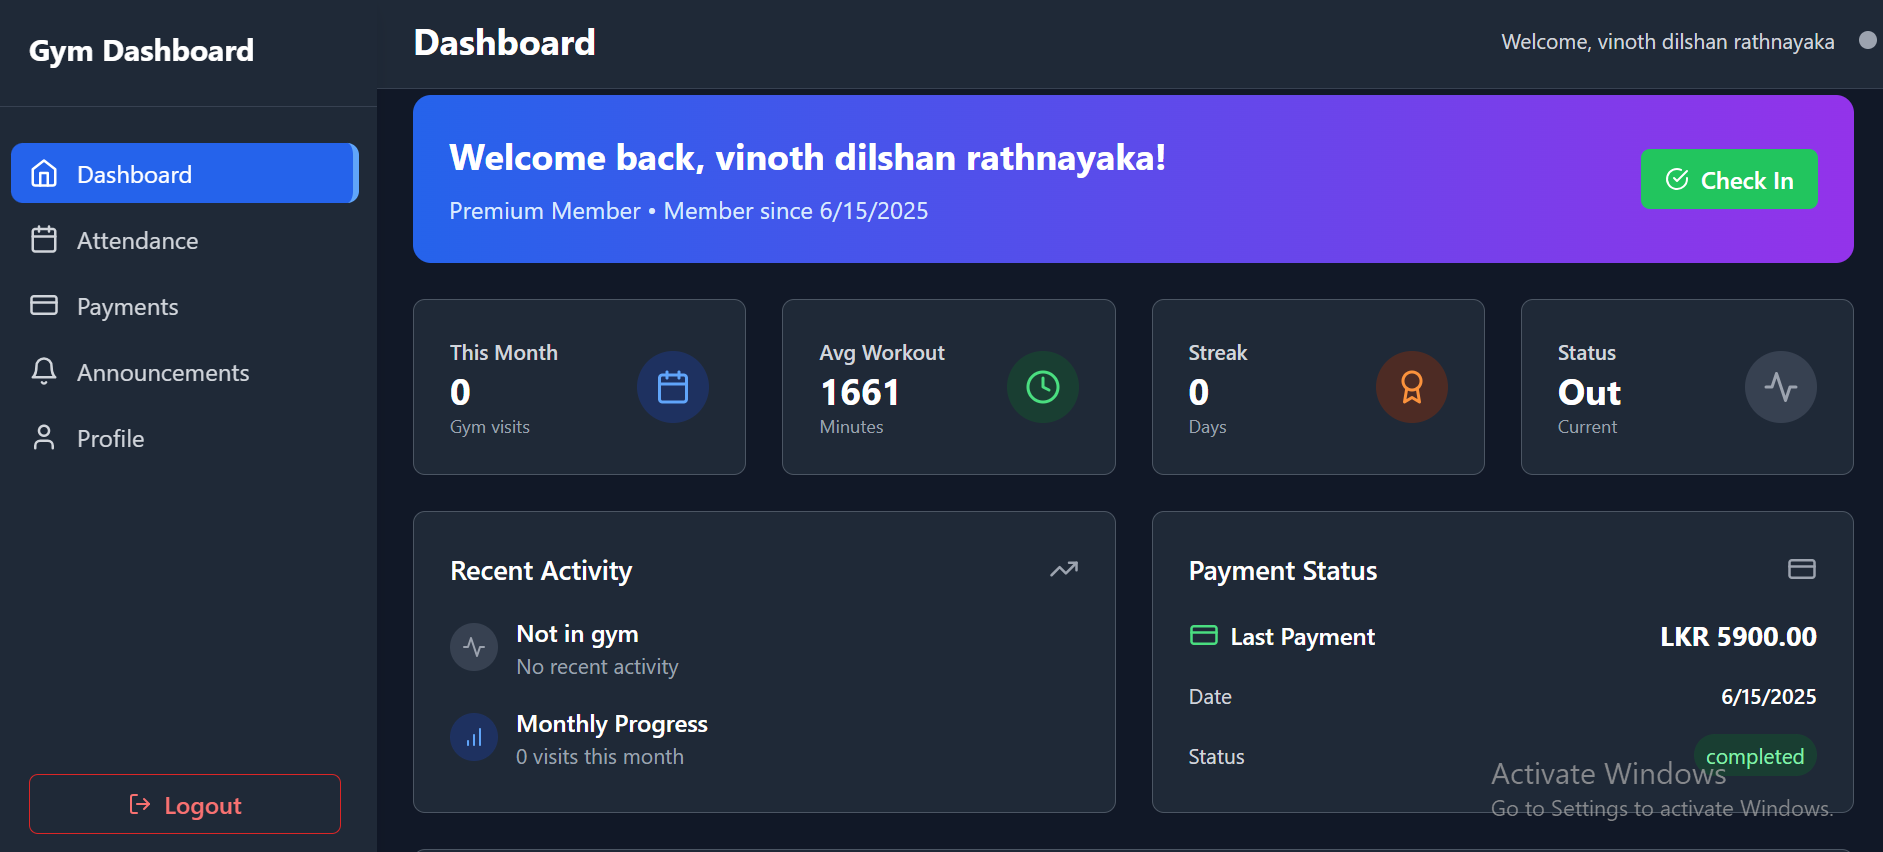 Gym Dashboard
Dashboard
Attendance
Payments
Announcements
Profile
Logout
Dashboard
Welcome, vinoth dilshan rathnayaka
Welcome back, vinoth dilshan rathnayaka!
Premium Member • Member since 6/15/2025
Check In
This Month
0
Gym visits
Avg Workout
1661
Minutes
Streak
0
Days
Status
Out
Current
Recent Activity
Not in gym
No recent activity
Monthly Progress
0 visits this month
Payment Status
Last Payment LKR 5900.00
Date 6/15/2025
Status completed
Activate Windows
Go to Settings to activate Windows.